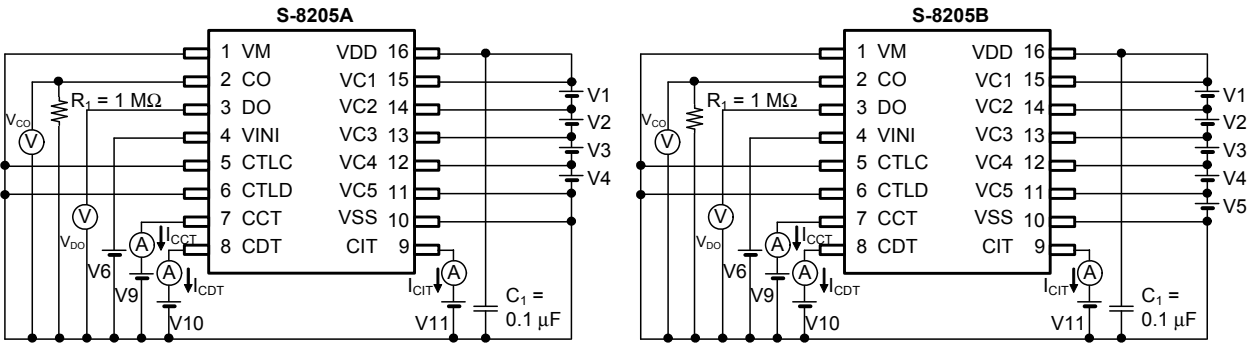 S-8205A
1 VM VDD 16
2 CO VC1 15
3 DO VC2 14
4 VINI VC3 13
5 CTLC VC4 12
6 CTLD VC5 11
7 CCT VSS 10
8 CDT CIT 9
R1 = 1 MΩ
VCO
V
V
VDO
A
ICCT
A
ICDT
V6
V9
V10
A
ICIT
V11
C1 =
0.1 μF
V1
V2
V3
V4
S-8205B
1 VM VDD 16
2 CO VC1 15
3 DO VC2 14
4 VINI VC3 13
5 CTLC VC4 12
6 CTLD VC5 11
7 CCT VSS 10
8 CDT CIT 9
R1 = 1 MΩ
VCO
V
V
VDO
A
ICCT
A
ICDT
V6
V9
V10
A
ICIT
V11
C1 =
0.1 μF
V1
V2
V3
V4
V5